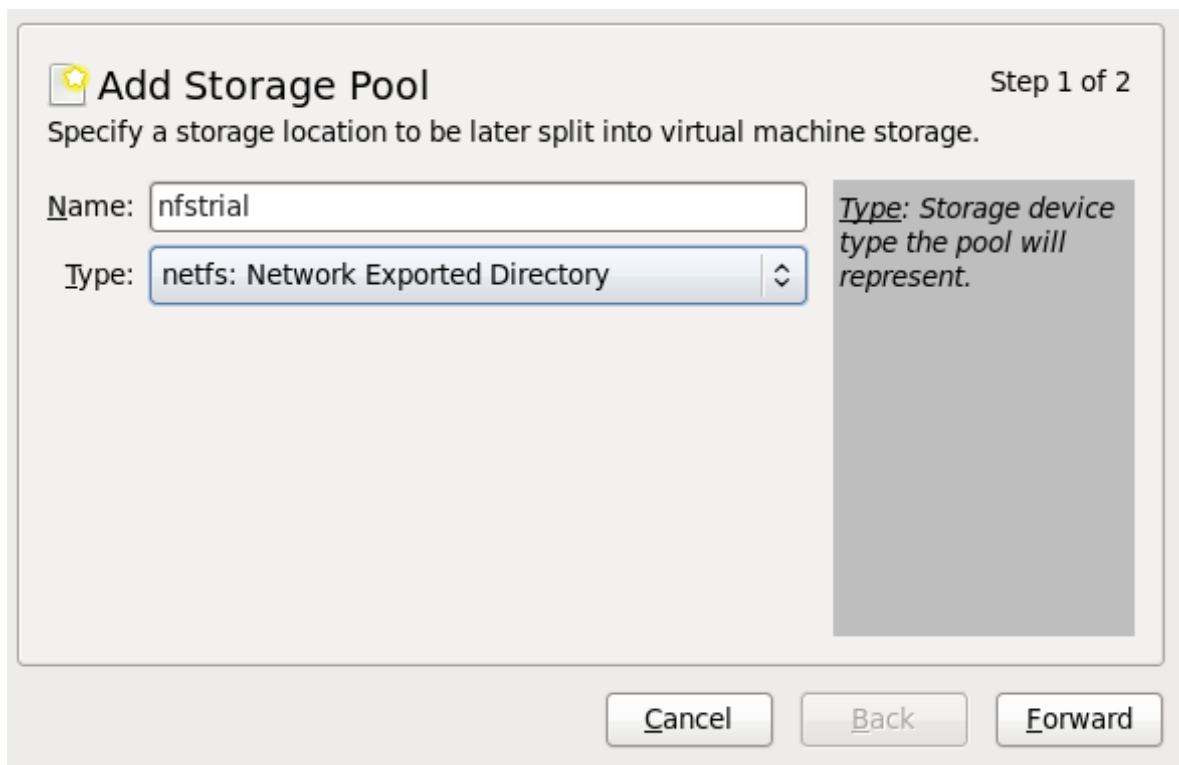 Add Storage Pool
Step 1 of 2
Specify a storage location to be later split into virtual machine storage.
Name: nfstrial
Type: netfs: Network Exported Directory
Type: Storage device
type the pool will
represent.
Cancel
Back
Forward